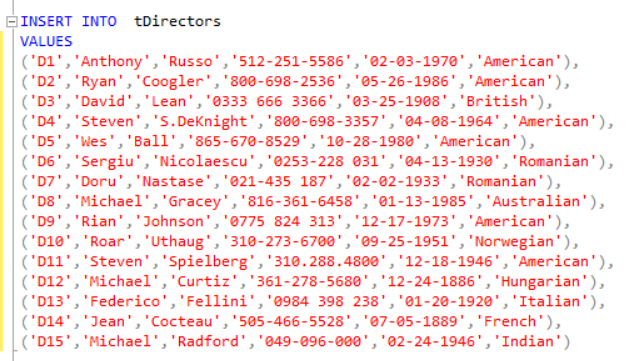 INSERT INTO  tDirectors
VALUES
('D1','Anthony','Russo','512-251-5586','02-03-1970','American'),
('D2','Ryan','Coogler','800-698-2536','05-26-1986','American'),
('D3','David','Lean','0333 666 3366','03-25-1908','British'),
('D4','Steven','S.DeKnight','800-698-3357','04-08-1964','American'),
('D5','Wes','Ball','865-670-8529','10-28-1980','American'),
('D6','Sergiu','Nicolaescu','0253-228 031','04-13-1930','Romanian'),
('D7','Doru','Nastase','021-435 187','02-02-1933','Romanian'),
('D8','Michael','Gracey','816-361-6458','01-13-1985','Australian'),
('D9','Rian','Johnson','0775 824 313','12-17-1973','American'),
('D10','Roar','Uthaug','310-273-6700','09-25-1951','Norwegian'),
('D11','Steven','Spielberg','310.288.4800','12-18-1946','American'),
('D12','Michael','Curtiz','361-278-5680','12-24-1886','Hungarian'),
('D13','Federico','Fellini','0984 398 238','01-20-1920','Italian'),
('D14','Jean','Cocteau','505-466-5528','07-05-1889','French'),
('D15','Michael','Radford','049-096-000','02-24-1946','Indian')